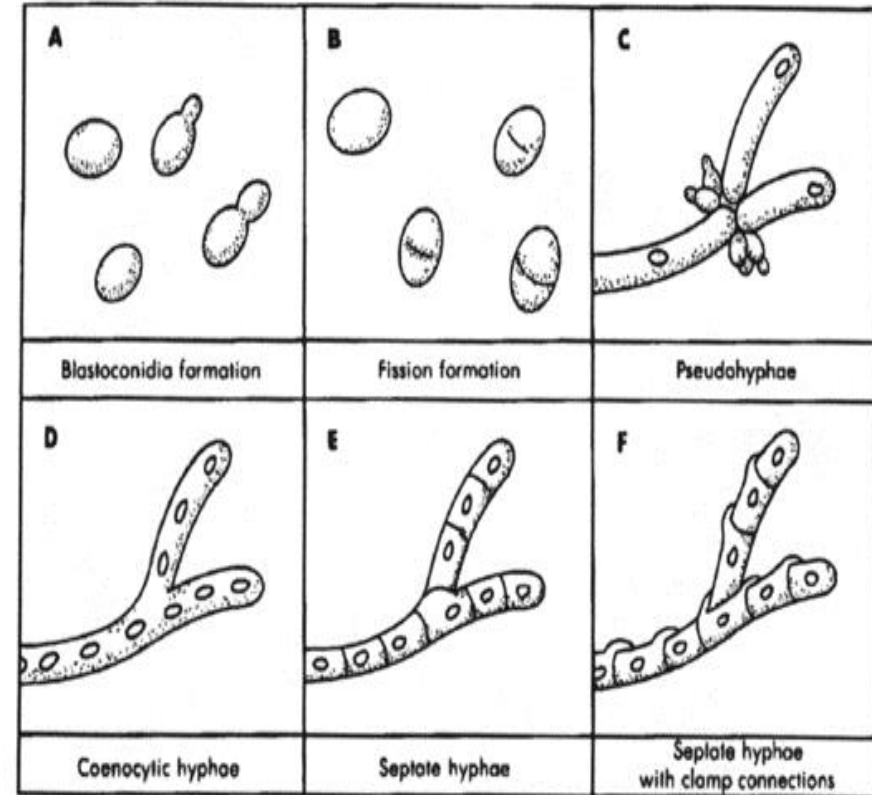 A
B
C
Blastoconidia formation
Fission formation
Pseudohyphae
D
E
F
Coenocytic hyphae
Septate hyphae
Septate hyphae
with clamp connections